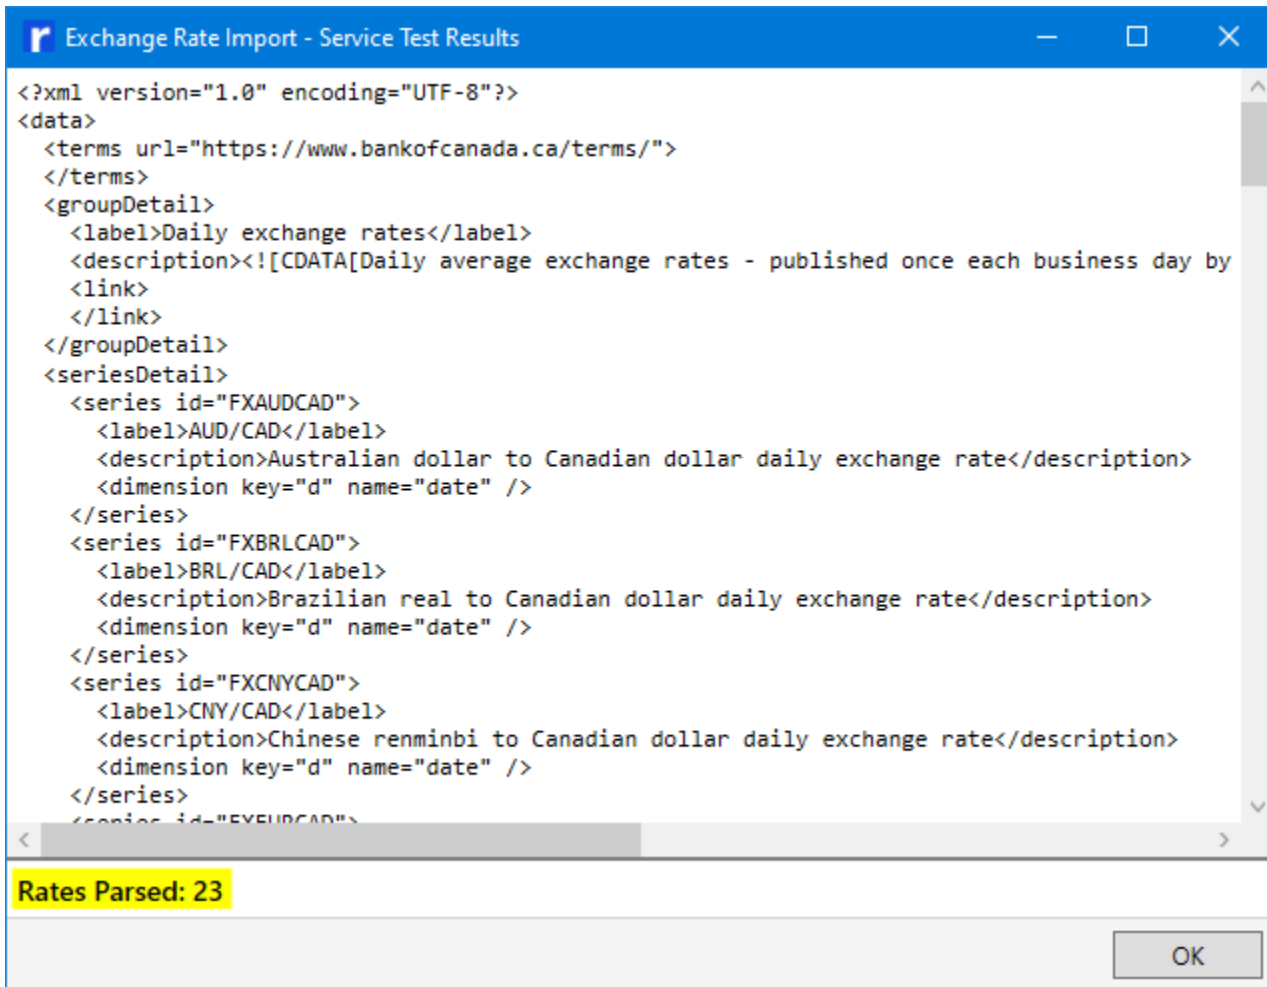 Exchange Rate Import - Service Test Results
<?xml version="1.0" encoding="UTF-8"?>
<data>
  <terms url="https://www.bankofcanada.ca/terms/">
  </terms>
  <groupDetail>
    <label>Daily exchange rates</label>
    <description><![CDATA[Daily average exchange rates - published once each business day by
    <link>
    </link>
  </groupDetail>
  <seriesDetail>
    <series id="FXAUDCAD">
      <label>AUD/CAD</label>
      <description>Australian dollar to Canadian dollar daily exchange rate</description>
      <dimension key="d" name="date" />
    </series>
    <series id="FXBRLCAD">
      <label>BRL/CAD</label>
      <description>Brazilian real to Canadian dollar daily exchange rate</description>
      <dimension key="d" name="date" />
    </series>
    <series id="FXCNYCAD">
      <label>CNY/CAD</label>
      <description>Chinese renminbi to Canadian dollar daily exchange rate</description>
      <dimension key="d" name="date" />
    </series>
    <series id="FXEURCAD">
Rates Parsed: 23
OK